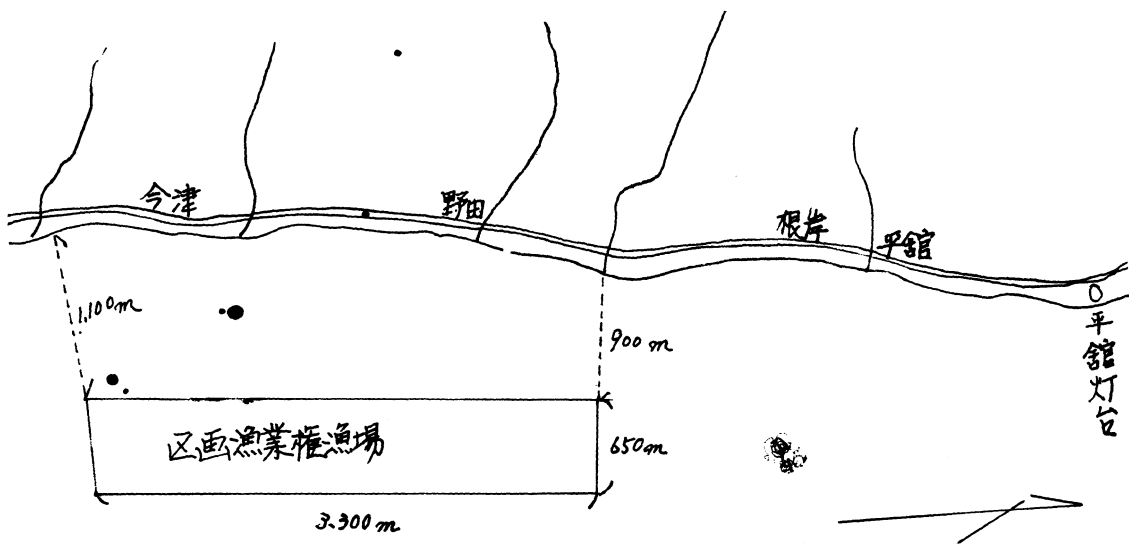 今津
野田
根岸
平舘
平舘灯台
1,100m
900m
区画漁業権漁場
650m
3,300m